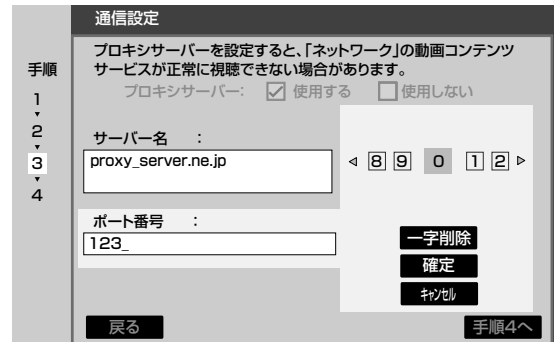 通信設定
プロキシサーバーを設定すると、「ネットワーク」の動画コンテンツ
サービスが正常に視聴できない場合があります。
手順
1
2
3
4
プロキシサーバー: 使用する 使用しない
サーバー名 :
proxy_server.ne.jp
8 9 0 1 2
ポート番号 :
123_
一字削除
確定
ｷｬﾝｾﾙ
戻る
手順4へ